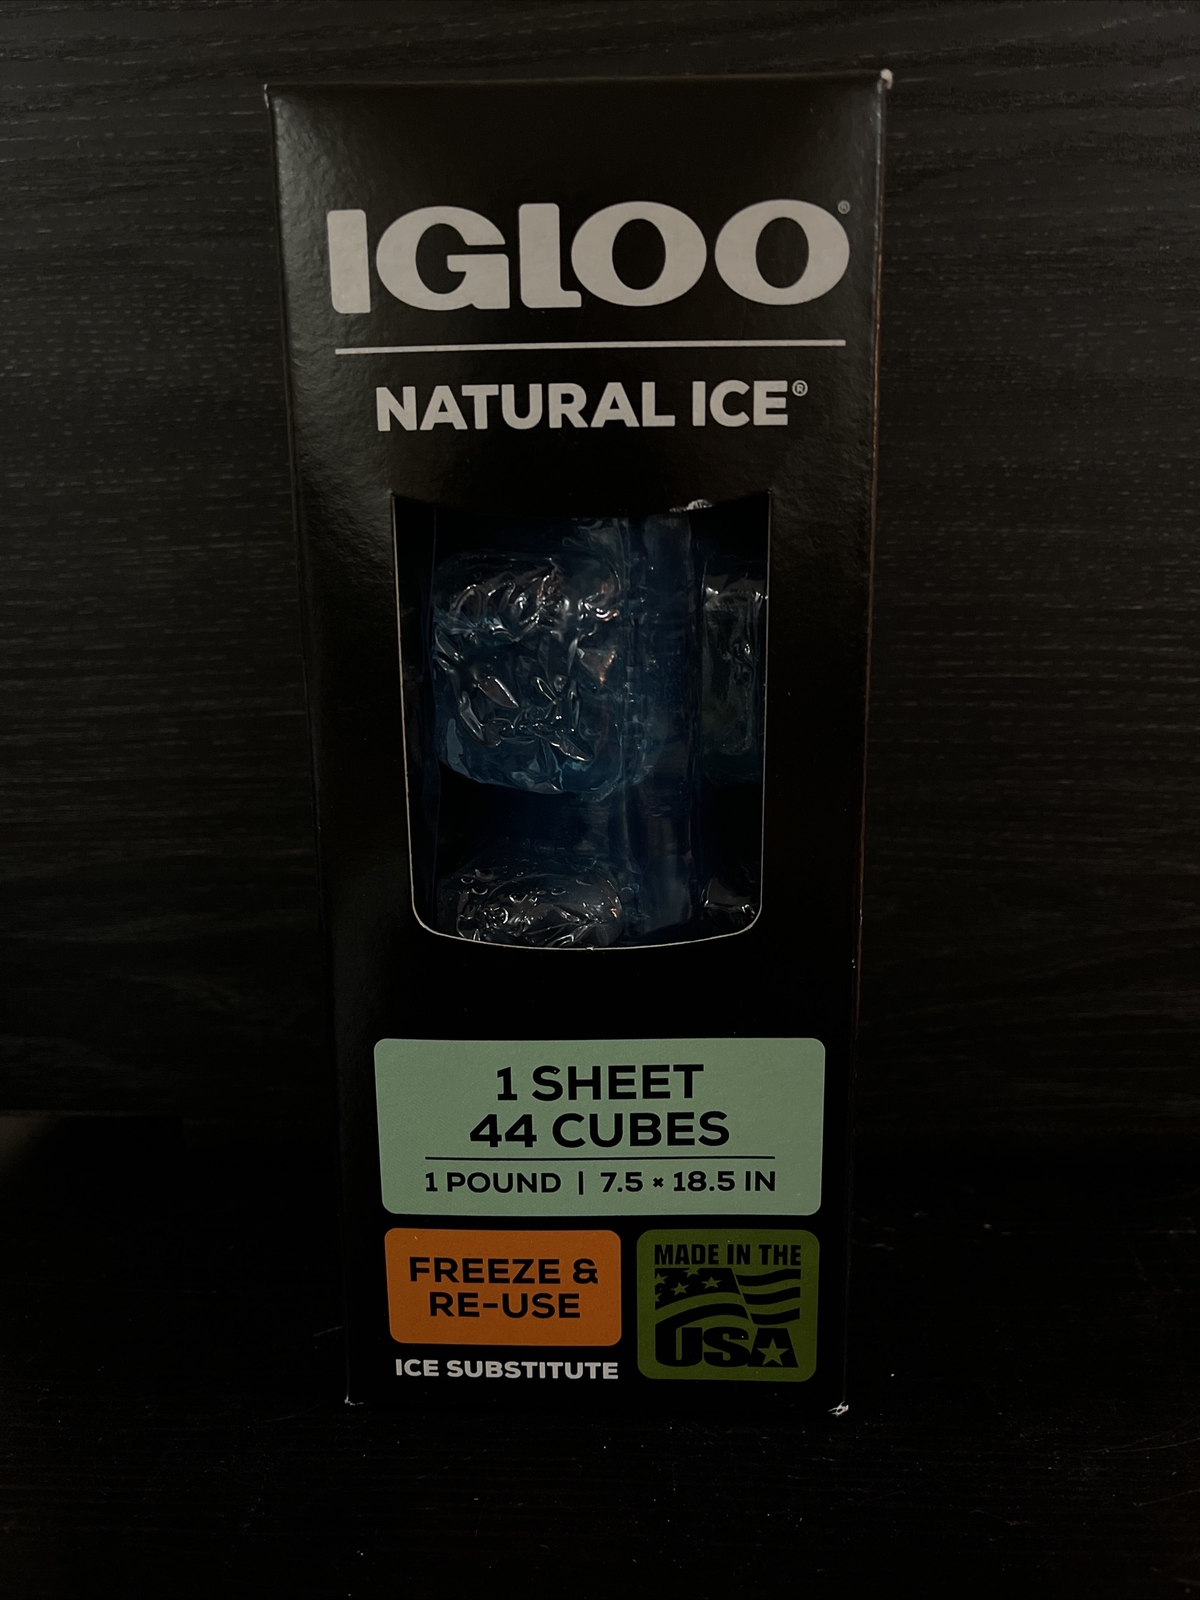 IGLOO®
NATURAL ICE®
1 SHEET
44 CUBES
1 POUND | 7.5 × 18.5 IN
FREEZE &
RE-USE
ICE SUBSTITUTE
MADE IN THE
USA